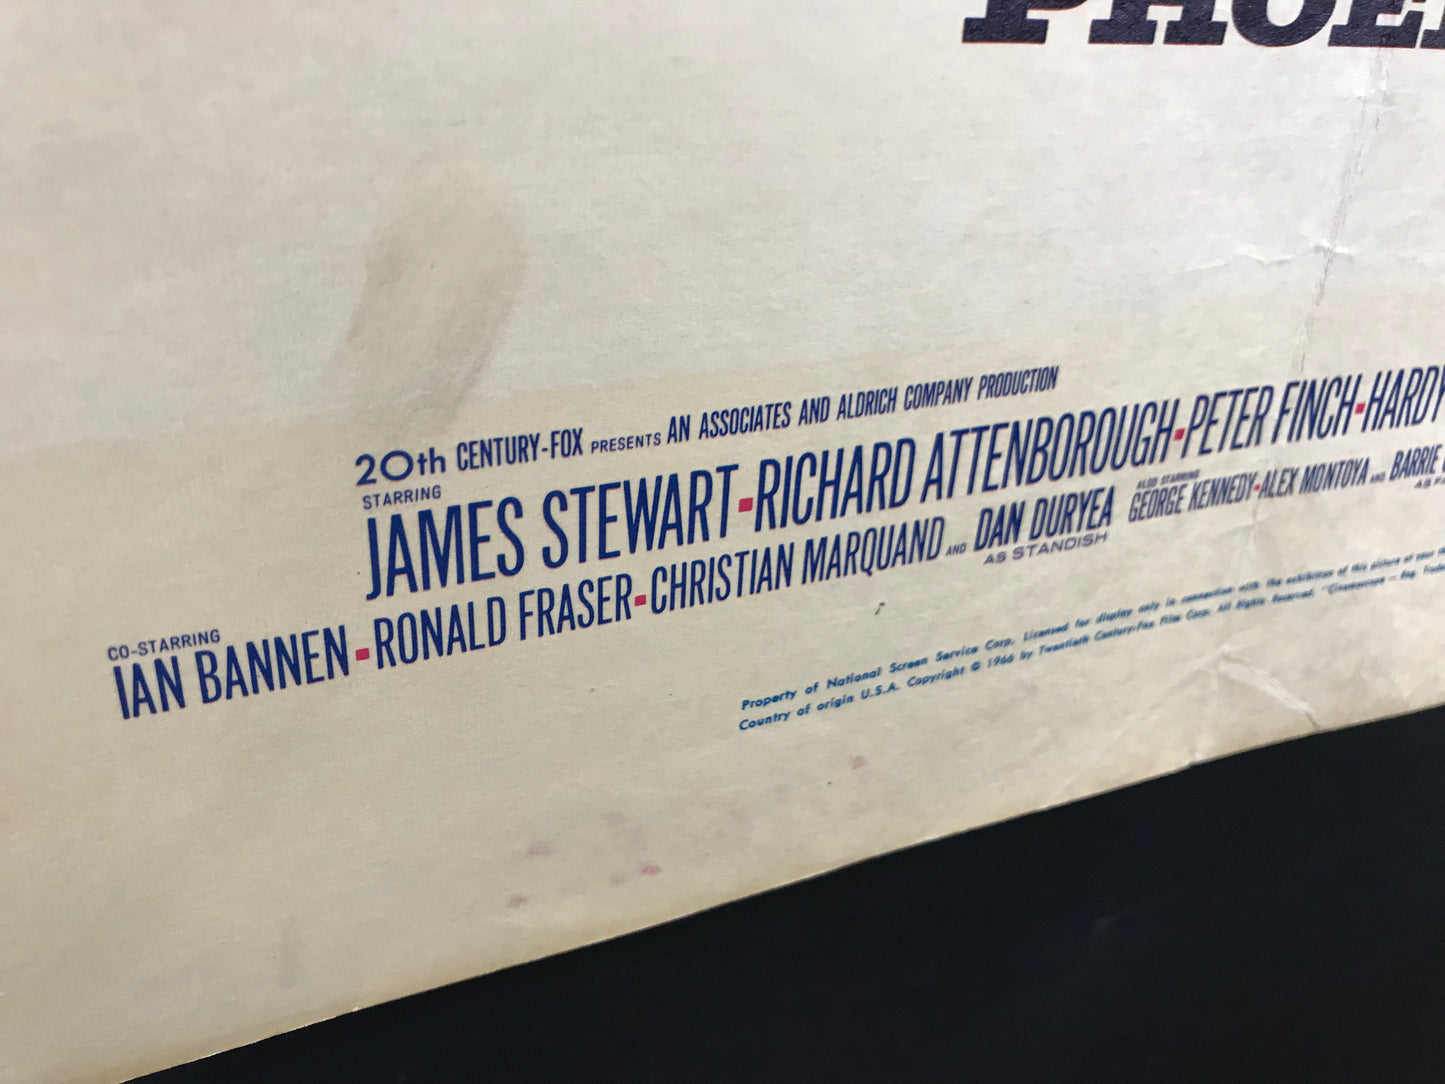 PHOE
20th CENTURY-FOX PRESENTS AN ASSOCIATES AND ALDRICH COMPANY PRODUCTION
STARRING
JAMES STEWART-RICHARD ATTENBOROUGH-PETER FINCH-HARDY
CO-STARRING
IAN BANNEN-RONALD FRASER-CHRISTIAN MARQUAND AND DAN DURYEA
AS STANDISH
ALSO STARRING
GEORGE KENNEDY-ALEX MONTOYA AND BARRIE
Property of National Screen Service Corp. Licensed for display only in connection with the exhibition of this picture at your
Country of origin U.S.A. Copyright © 1966 by Twentieth Century-Fox Film Corp. All Rights Reserved. "Cinemascope — Reg.